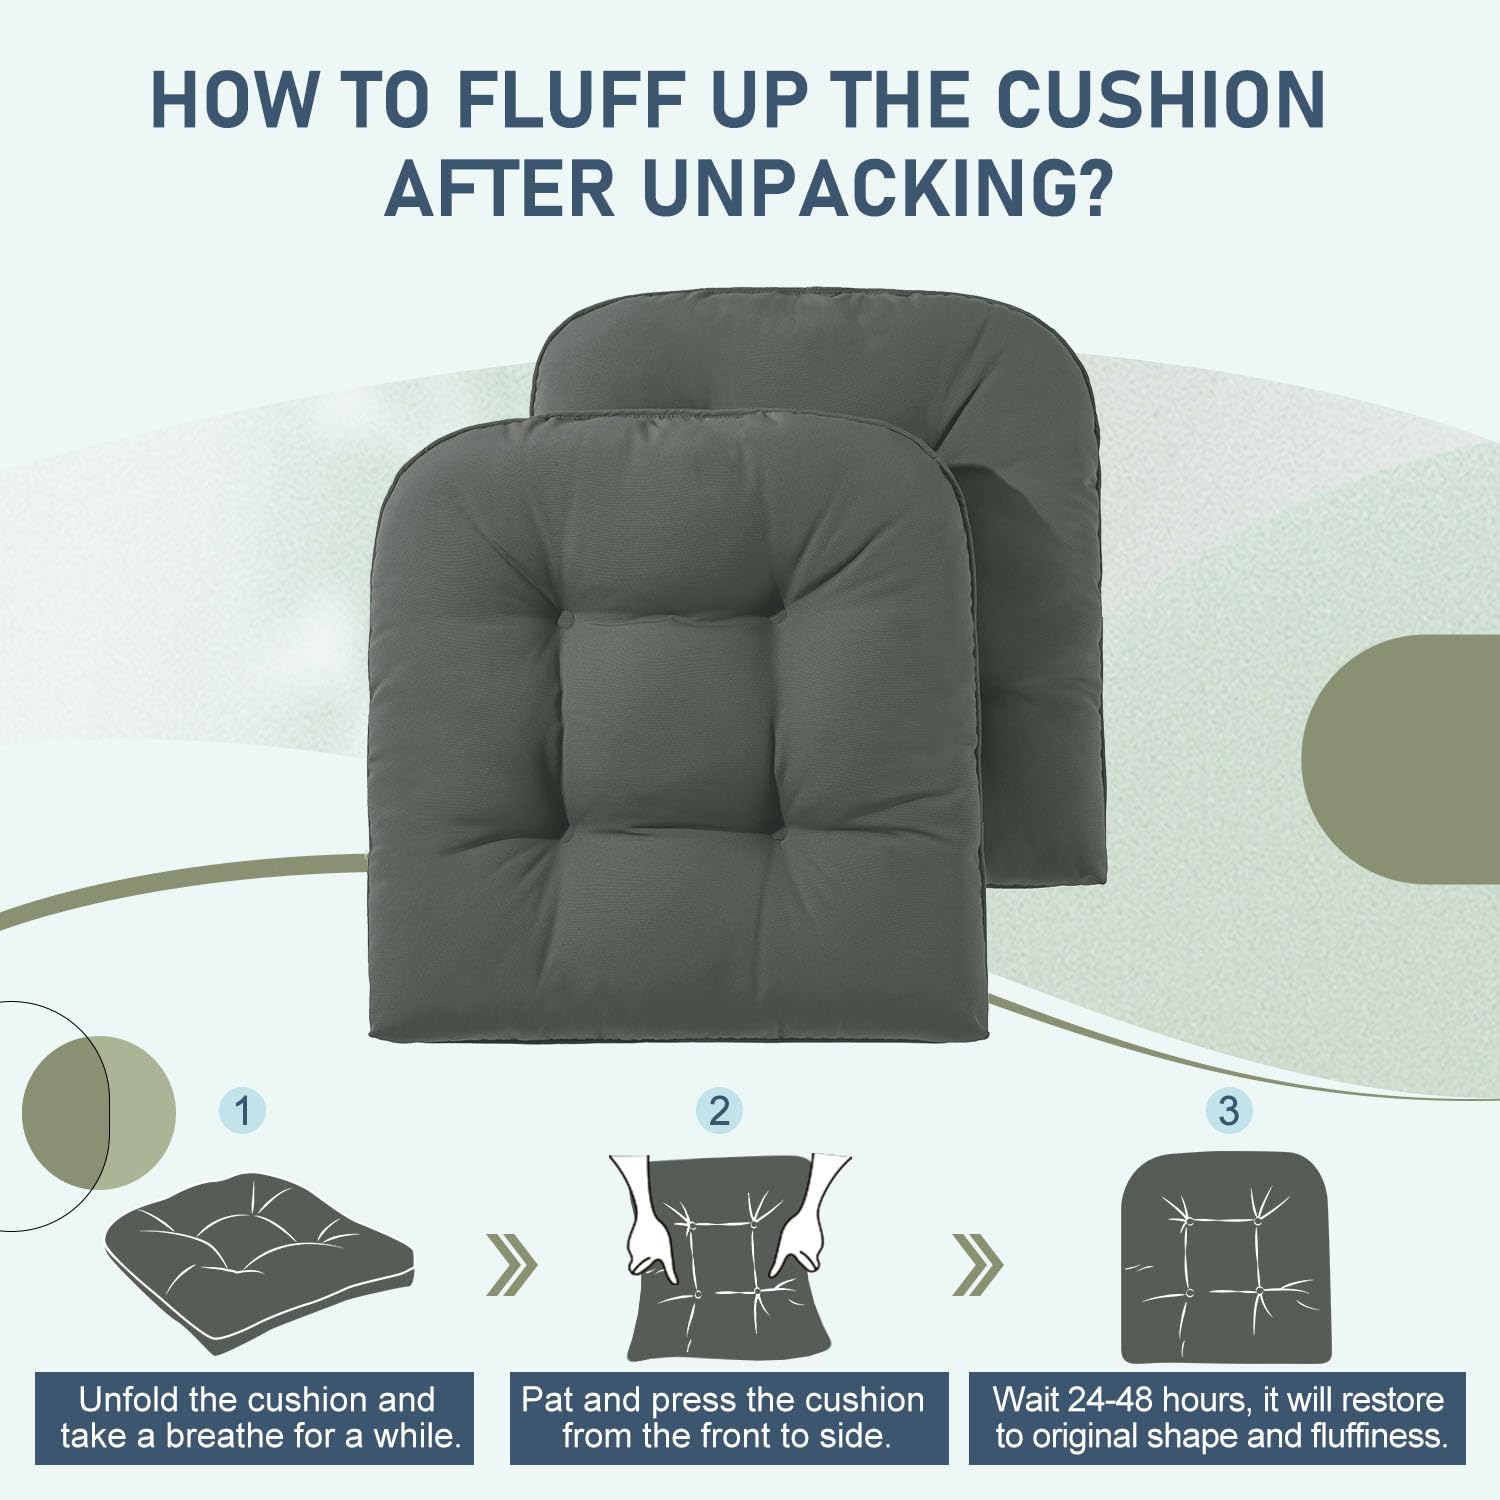 HOW TO FLUFF UP THE CUSHION
AFTER UNPACKING?
1
2
3
Unfold the cushion and
take a breathe for a while.
Pat and press the cushion
from the front to side.
Wait 24-48 hours, it will restore
to original shape and fluffiness.